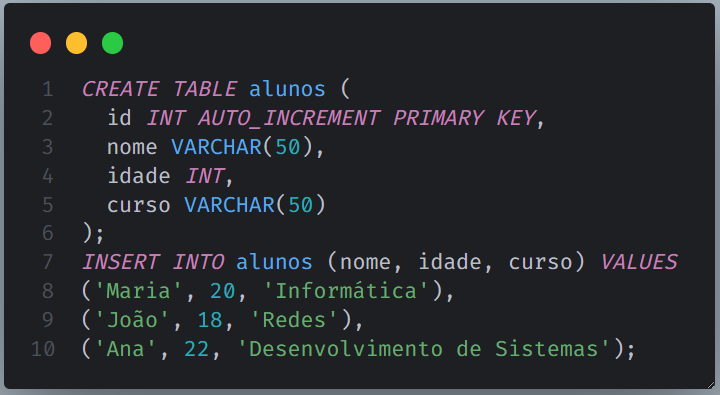 1 CREATE TABLE alunos (
2 id INT AUTO_INCREMENT PRIMARY KEY,
3 nome VARCHAR(50),
4 idade INT,
5 curso VARCHAR(50)
6 );
7 INSERT INTO alunos (nome, idade, curso) VALUES
8 ('Maria', 20, 'Informática'),
9 ('João', 18, 'Redes'),
10 ('Ana', 22, 'Desenvolvimento de Sistemas');